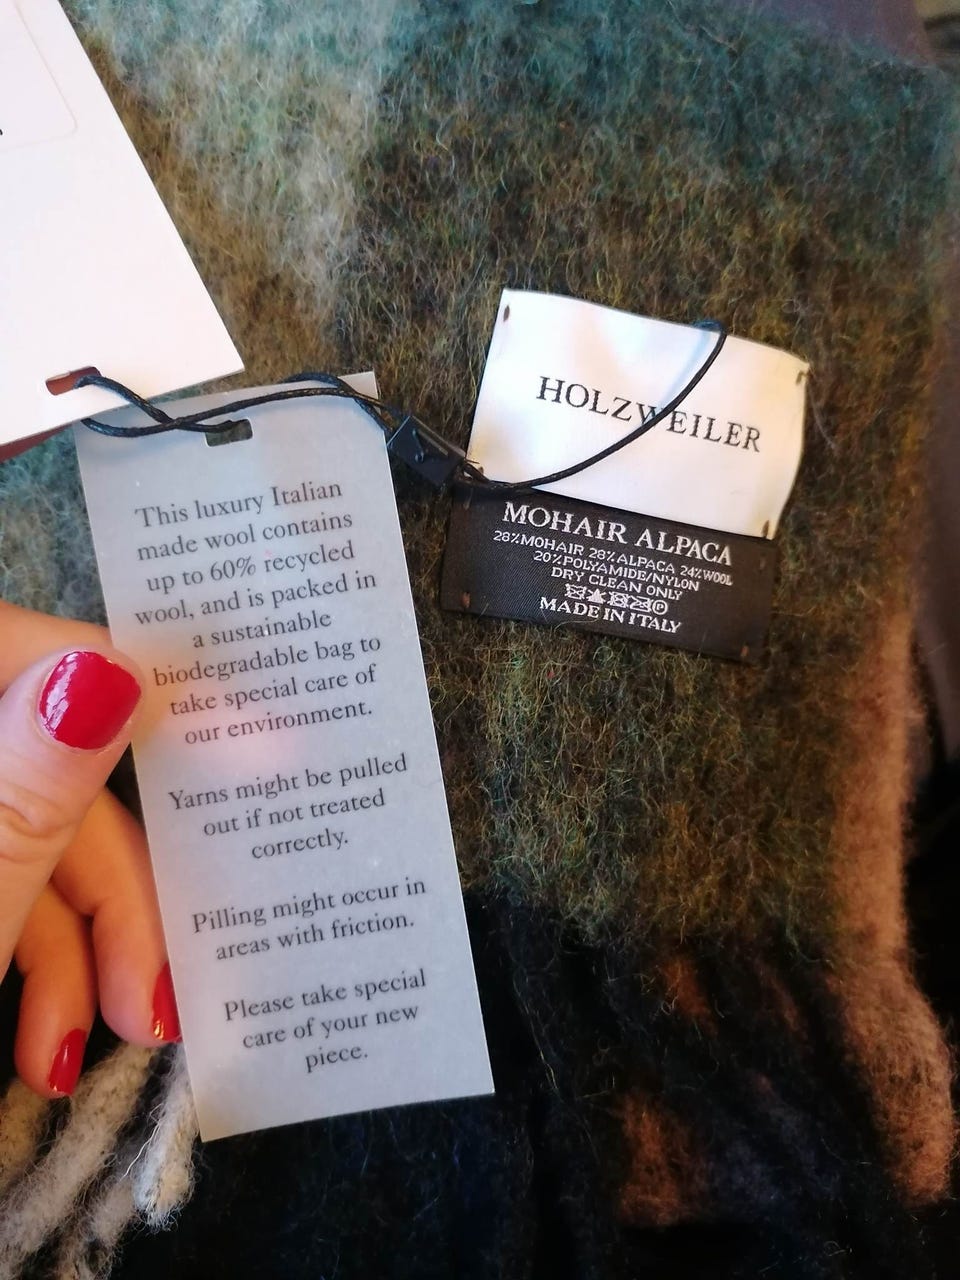 HOLZWEILER
MOHAIR ALPACA
28%MOHAIR 28%ALPACA 24%WOOL
20%POLYAMIDE/NYLON
DRY CLEAN ONLY
MADE IN ITALY
This luxury Italian
made wool contains
up to 60% recycled
wool, and is packed in
a sustainable
biodegradable bag to
take special care of
our environment.
Yarns might be pulled
out if not treated
correctly.
Pilling might occur in
areas with friction.
Please take special
care of your new
piece.